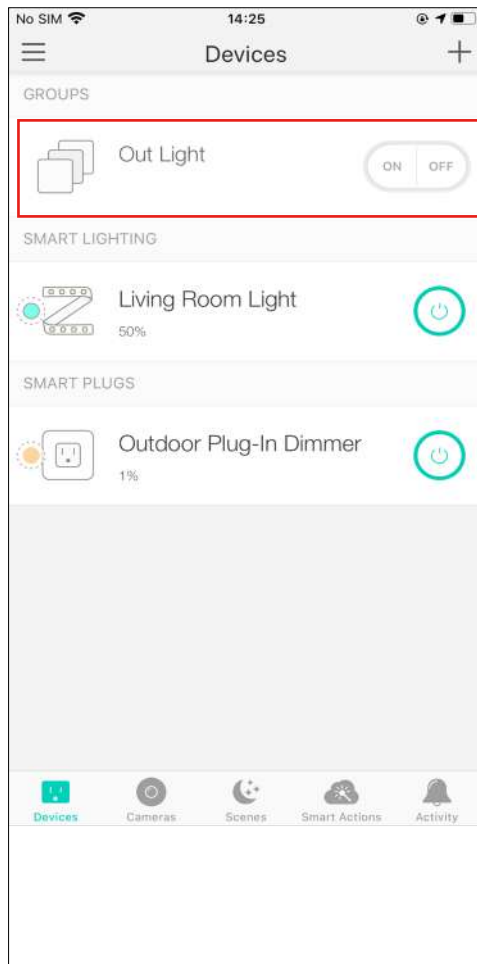 No SIM 14:25
Devices
GROUPS
Out Light ON OFF
SMART LIGHTING
Living Room Light
50%
SMART PLUGS
Outdoor Plug-In Dimmer
1%
Devices Cameras Scenes Smart Actions Activity